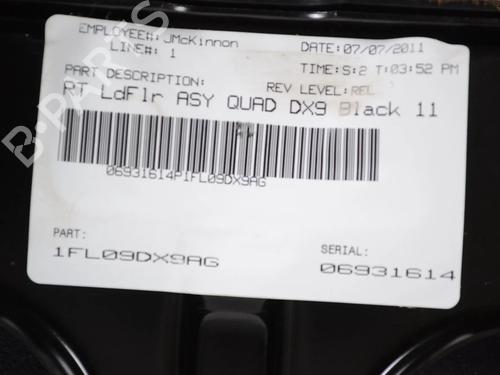 EMPLOYEE#: JMcKinnon
LINE#: 1
DATE:07/07/2011
TIME:S:2 T:03:52 PM
PART DESCRIPTION:
REV LEVEL:REL
RT LdFlr ASY QUAD DX9 Black 11
06931614P1FL09DX9AG
PART:
1FL09DX9AG
SERIAL:
06931614
B-PARTS